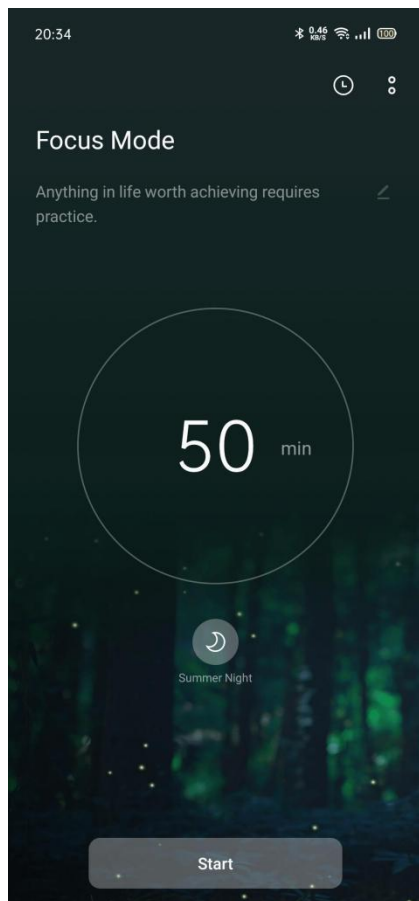 20:34
0.46
KB/S
100
Focus Mode
Anything in life worth achieving requires
practice.
50 min
Summer Night
Start